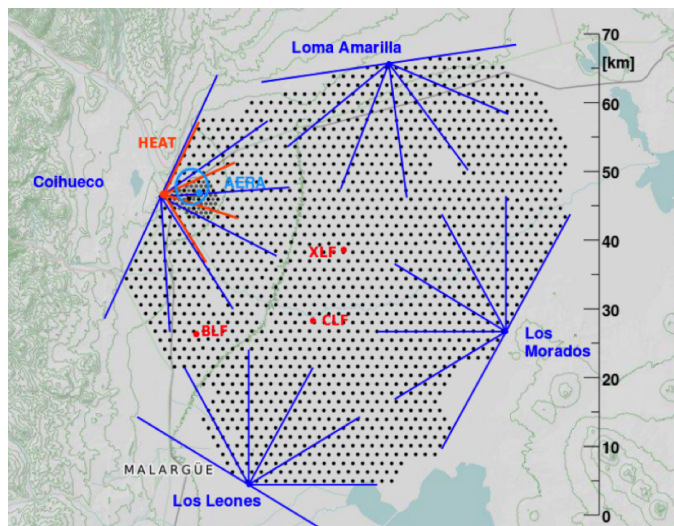 70
Loma Amarilla
[km]
60
HEAT
50
Coihueco
AERA
40
XLF
30
BLF
CLF
Los
Morados
20
10
MALARGÜE
Los Leones
0